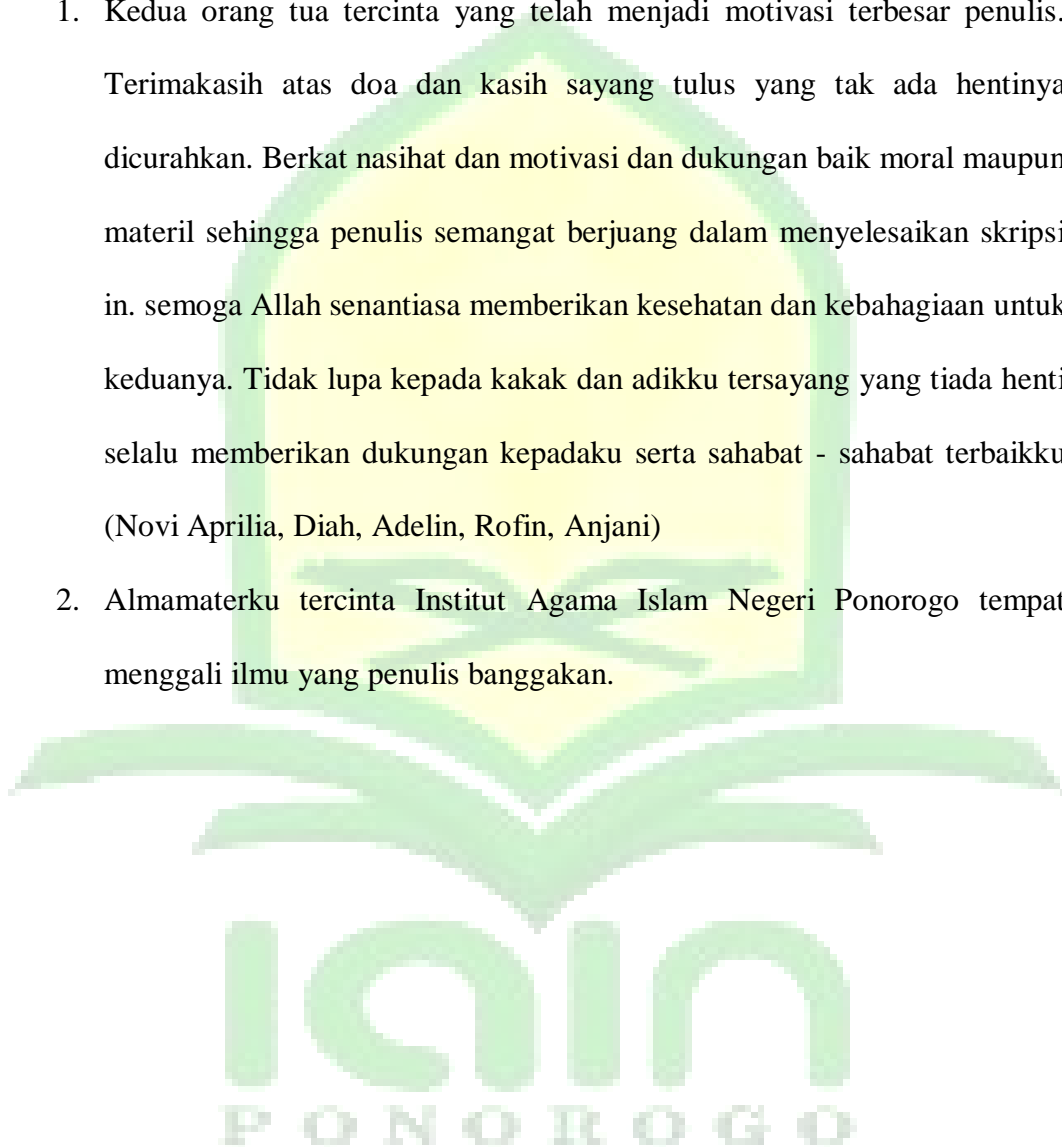 1. Kedua orang tua tercinta yang telah menjadi motivasi terbesar penulis.
Terimakasih atas doa dan kasih sayang tulus yang tak ada hentinya
dicurahkan. Berkat nasihat dan motivasi dan dukungan baik moral maupun
materil sehingga penulis semangat berjuang dalam menyelesaikan skripsi
in. semoga Allah senantiasa memberikan kesehatan dan kebahagiaan untuk
keduanya. Tidak lupa kepada kakak dan adikku tersayang yang tiada henti
selalu memberikan dukungan kepadaku serta sahabat - sahabat terbaikku
(Novi Aprilia, Diah, Adelin, Rofin, Anjani)
2. Almamaterku tercinta Institut Agama Islam Negeri Ponorogo tempat
menggali ilmu yang penulis banggakan.
iain
PONOROGO